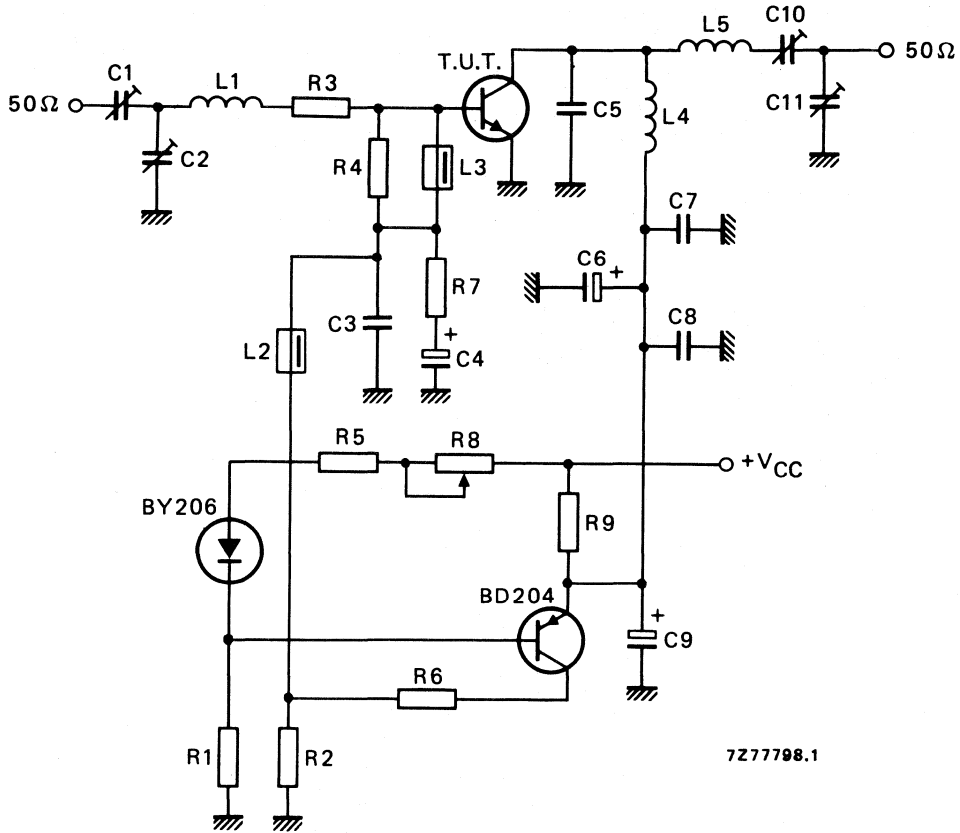 C10
L5
50Ω
T.U.T.
C1
L1
R3
50Ω
C5
L4
C11
C2
R4
L3
C7
C6
+
R7
C3
C8
+
L2
C4
R5
R8
+VCC
BY206
R9
BD204
+
C9
R6
R1
R2
7Z77798.1